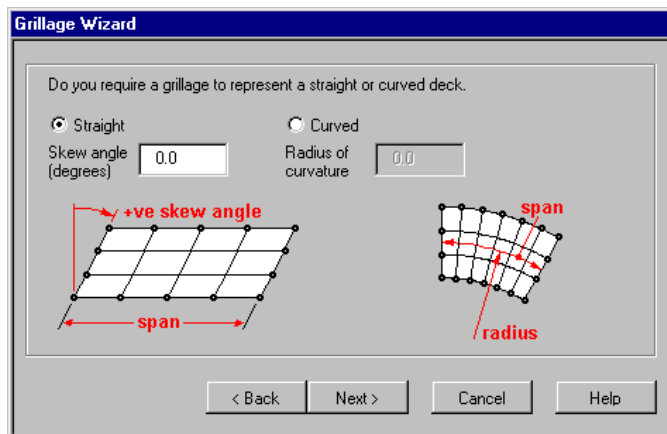 Grillage Wizard
Do you require a grillage to represent a straight or curved deck.
Straight
Curved
Skew angle
(degrees)
0.0
Radius of
curvature
0.0
+ve skew angle
span
span
radius
< Back
Next >
Cancel
Help